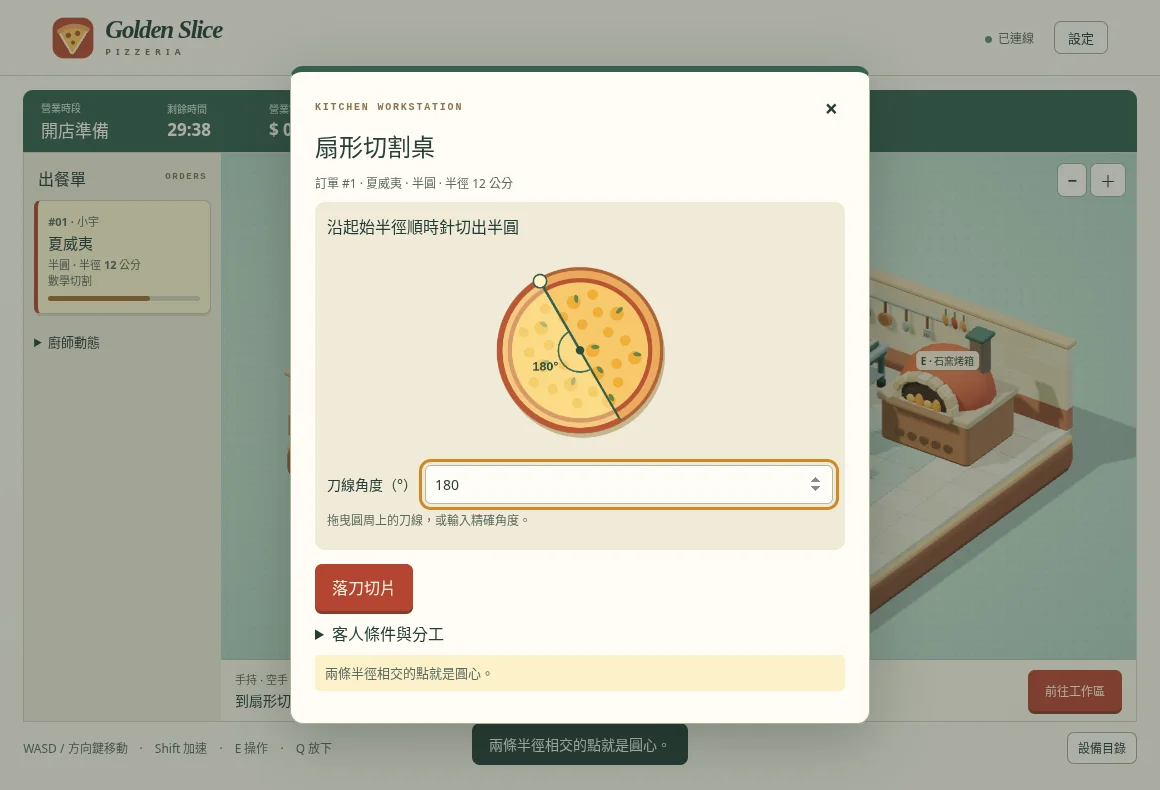 Golden Slice
PIZZERIA
已連線
設定
營業時段
開店準備
剩餘時間
29:38
$ 0
出餐單
ORDERS
#01 · 小宇
夏威夷
半圓 · 半徑 12 公分
數學切割
廚師動態
KITCHEN WORKSTATION
×
扇形切割桌
訂單 #1 · 夏威夷 · 半圓 · 半徑 12 公分
沿起始半徑順時針切出半圓
180°
刀線角度（°）
180
拖曳圓周上的刀線，或輸入精確角度。
落刀切片
客人條件與分工
兩條半徑相交的點就是圓心。
−
＋
E · 石窯烤箱
手持 · 空手
到扇形切
前往工作區
WASD / 方向鍵移動 · Shift 加速 · E 操作 · Q 放下
兩條半徑相交的點就是圓心。
設備目錄